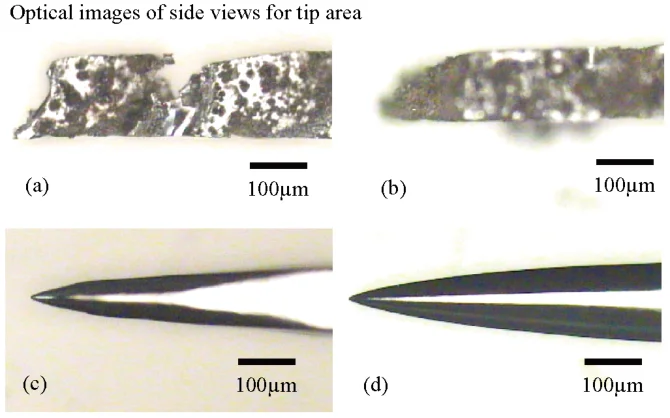 Optical images of side views for tip area
(a)
100µm
(b)
100µm
(c)
100µm
(d)
100µm